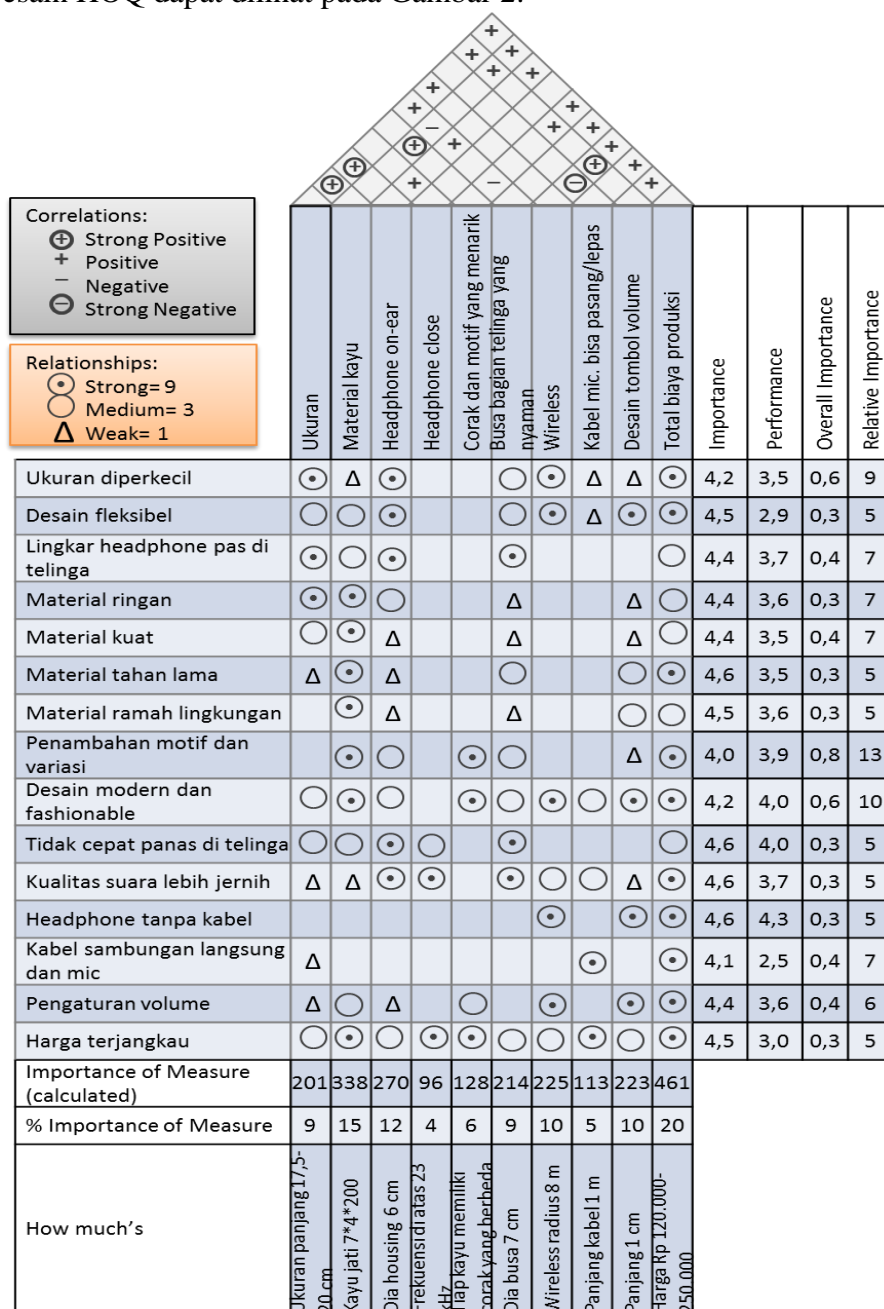 HOQ dapat dilihat pada Gambar 2.
Correlations:
Strong Positive
+ Positive
− Negative
Strong Negative
Relationships:
Strong= 9
Medium= 3
Δ Weak= 1
Ukuran
Material kayu
Headphone on-ear
Headphone close
Corak dan motif yang menarik
Busa bagian telinga yang
nyaman
Wireless
Kabel mic. bisa pasang/lepas
Desain tombol volume
Total biaya produksi
Importance
Performance
Overall Importance
Relative Importance
Ukuran diperkecil Δ Δ Δ 4,2 3,5 0,6 9
Desain fleksibel Δ 4,5 2,9 0,3 5
Lingkar headphone pas di
telinga 4,4 3,7 0,4 7
Material ringan Δ Δ 4,4 3,6 0,3 7
Material kuat Δ Δ Δ 4,4 3,5 0,4 7
Material tahan lama Δ Δ 4,6 3,5 0,3 5
Material ramah lingkungan Δ Δ 4,5 3,6 0,3 5
Penambahan motif dan
variasi Δ 4,0 3,9 0,8 13
Desain modern dan
fashionable 4,2 4,0 0,6 10
Tidak cepat panas di telinga 4,6 4,0 0,3 5
Kualitas suara lebih jernih Δ Δ Δ 4,6 3,7 0,3 5
Headphone tanpa kabel 4,6 4,3 0,3 5
Kabel sambungan langsung
dan mic Δ 4,1 2,5 0,4 7
Pengaturan volume Δ Δ 4,4 3,6 0,4 6
Harga terjangkau 4,5 3,0 0,3 5
Importance of Measure
(calculated) 201 338 270 96 128 214 225 113 223 461
% Importance of Measure 9 15 12 4 6 9 10 5 10 20
How much's
Ukuran panjang 17,5-
20 cm
Kayu jati 7*4*200
Dia housing 6 cm
Frekuensi di atas 23
kHz
Tiap kayu memiliki
corak yang berbeda
Dia busa 7 cm
Wireless radius 8 m
Panjang kabel 1 m
Panjang 1 cm
Harga Rp 120.000-
250.000